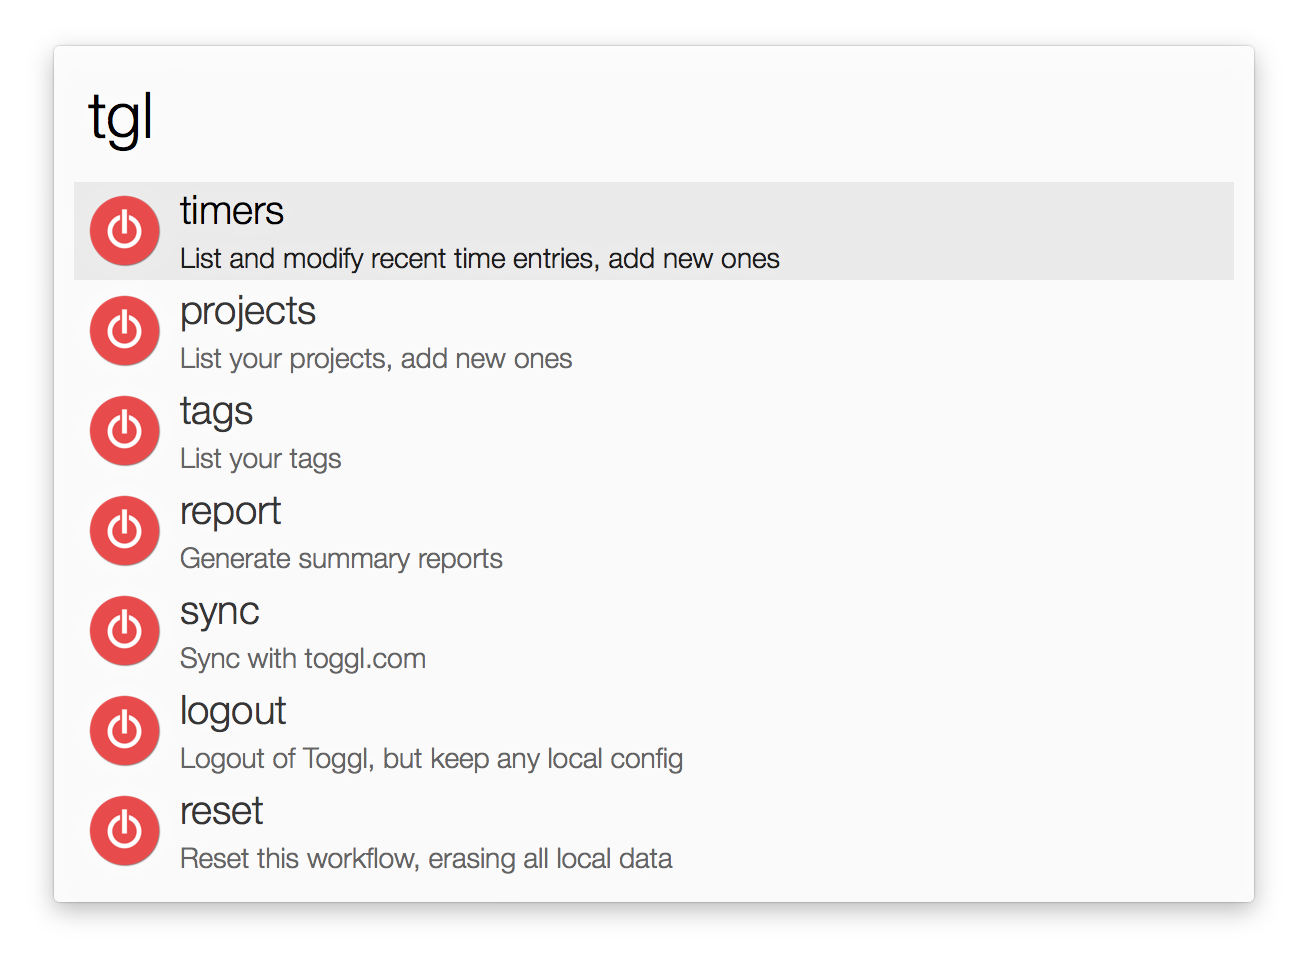 tgl
timers
List and modify recent time entries, add new ones
projects
List your projects, add new ones
tags
List your tags
report
Generate summary reports
sync
Sync with toggl.com
logout
Logout of Toggl, but keep any local config
reset
Reset this workflow, erasing all local data